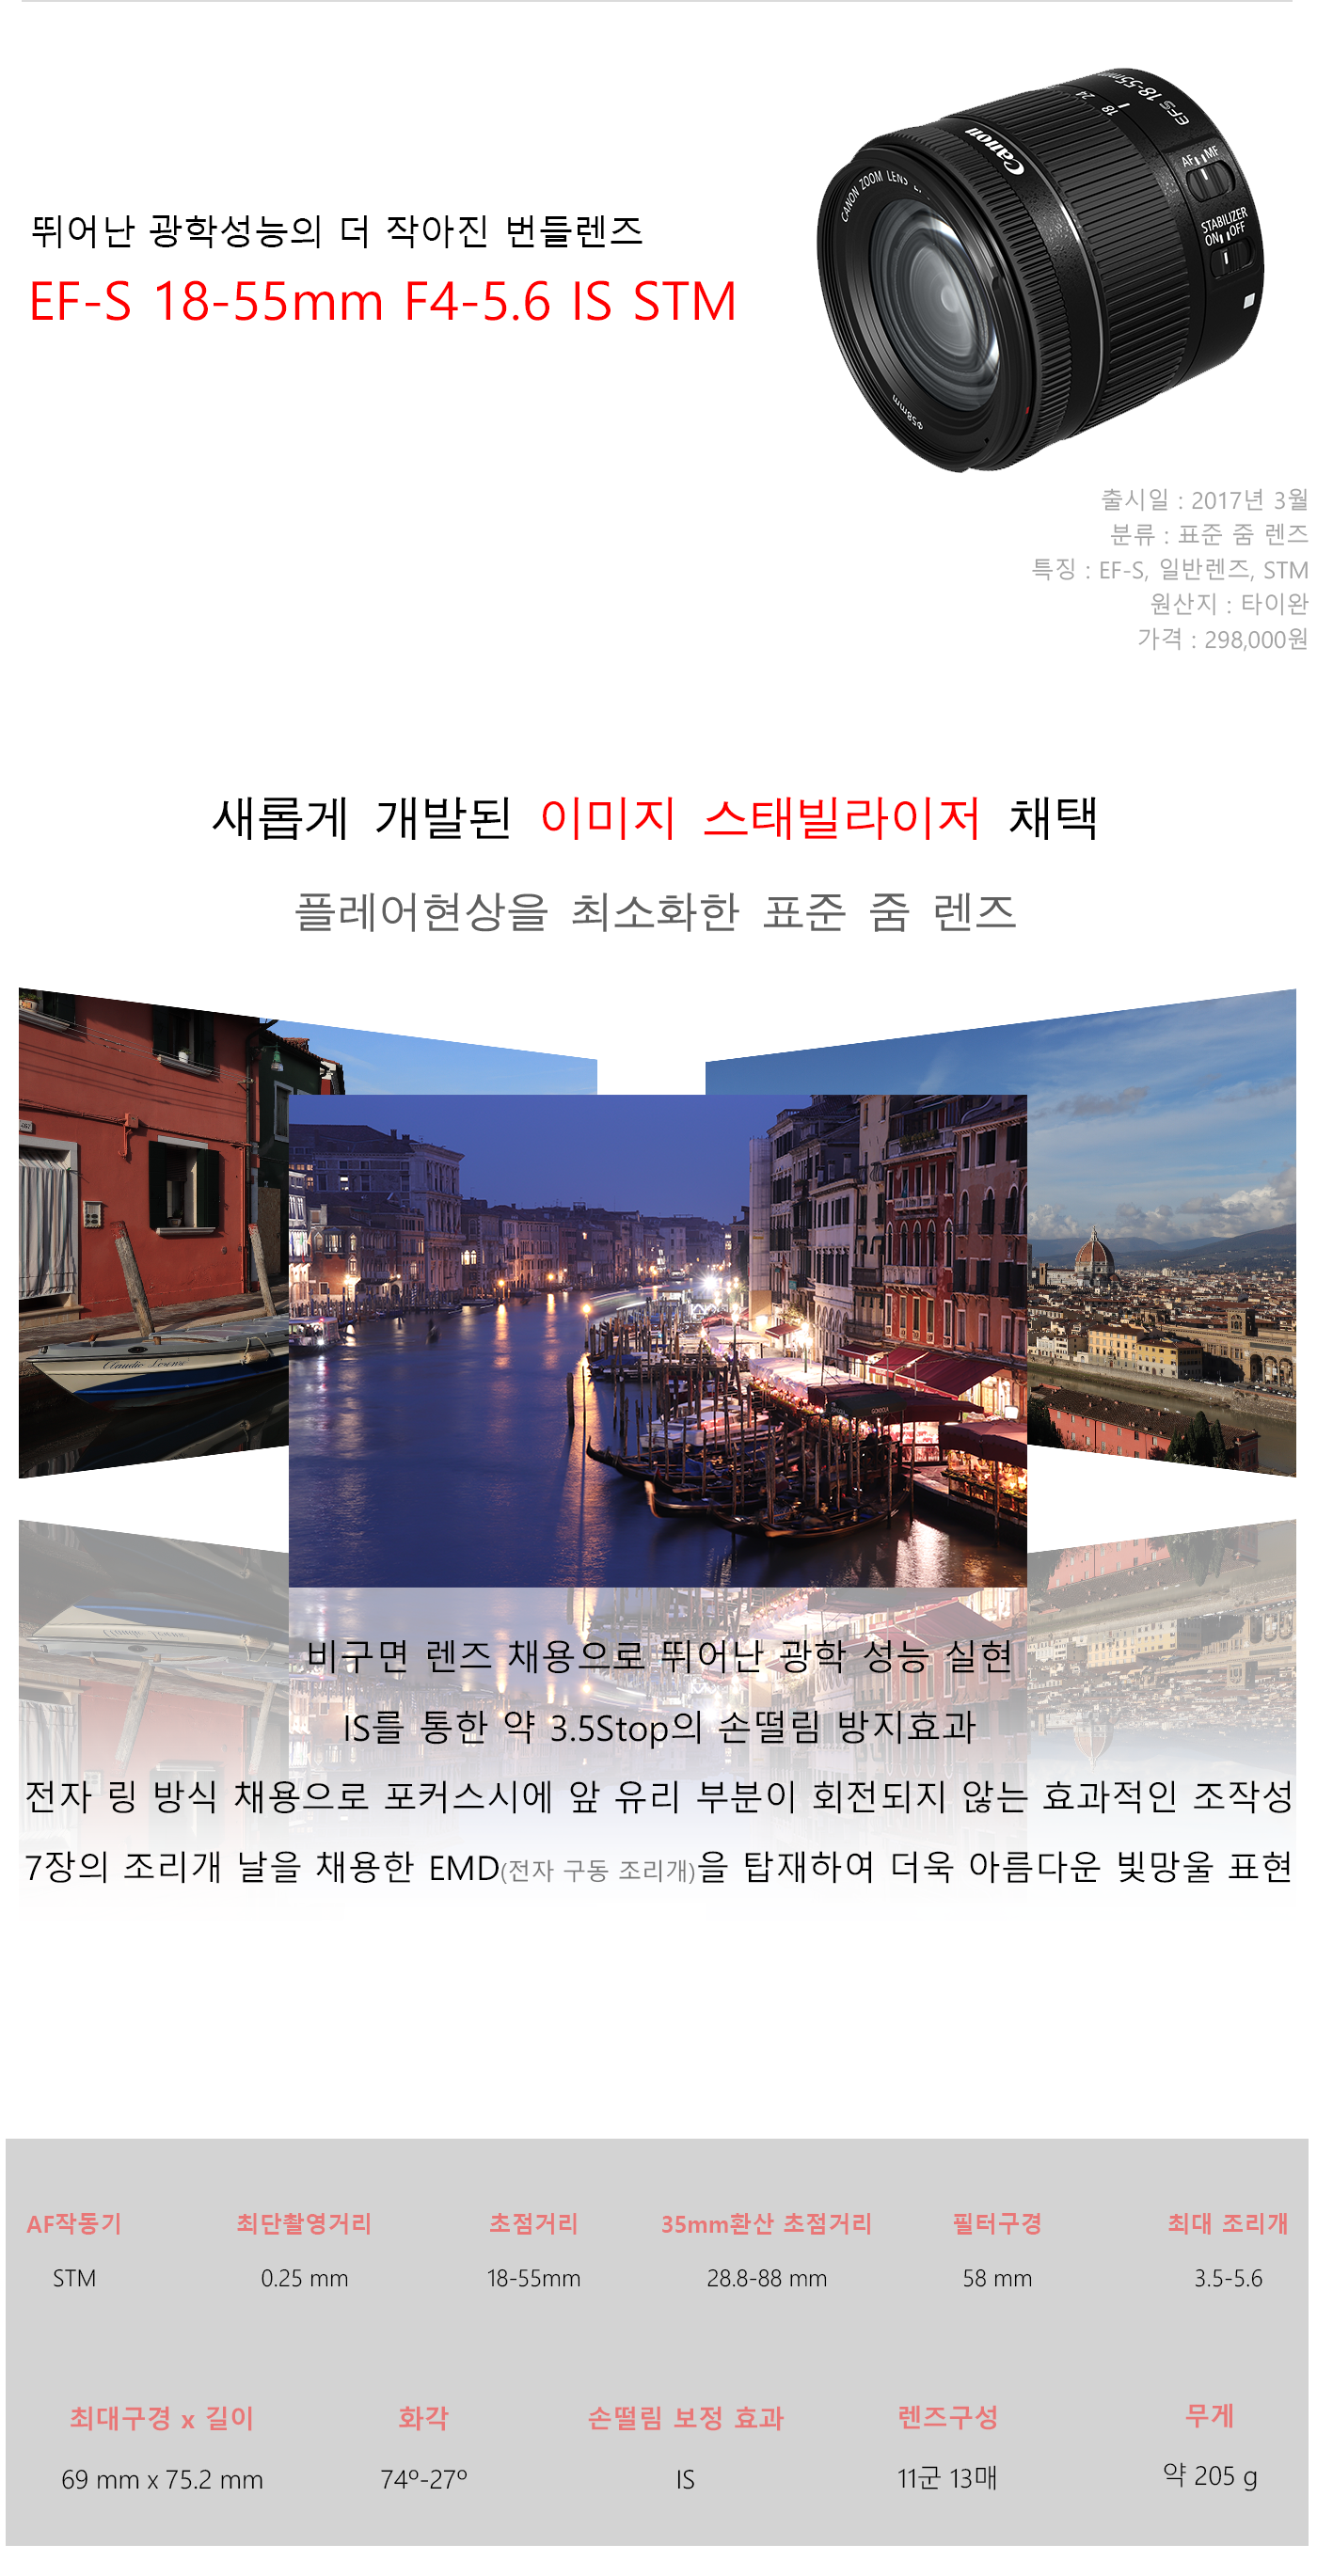 Canon
CANON ZOOM LENS
Φ58mm
EFS 18-55mm
18
24
AF MF
STABILIZER
ON OFF
뛰어난 광학성능의 더 작아진 번들렌즈
EF-S 18-55mm F4-5.6 IS STM
출시일 : 2017년 3월
분류 : 표준 줌 렌즈
특징 : EF-S, 일반렌즈, STM
원산지 : 타이완
가격 : 298,000원
새롭게 개발된 이미지 스태빌라이저 채택
플레어현상을 최소화한 표준 줌 렌즈
비구면 렌즈 채용으로 뛰어난 광학 성능 실현
IS를 통한 약 3.5Stop의 손떨림 방지효과
전자 링 방식 채용으로 포커스시에 앞 유리 부분이 회전되지 않는 효과적인 조작성
7장의 조리개 날을 채용한 EMD(전자 구동 조리개)을 탑재하여 더욱 아름다운 빛망울 표현
AF작동기 최단촬영거리 초점거리 35mm환산 초점거리 필터구경 최대 조리개
STM 0.25 mm 18-55mm 28.8-88 mm 58 mm 3.5-5.6
최대구경 x 길이 화각 손떨림 보정 효과 렌즈구성 무게
69 mm x 75.2 mm 74º-27º IS 11군 13매 약 205 g